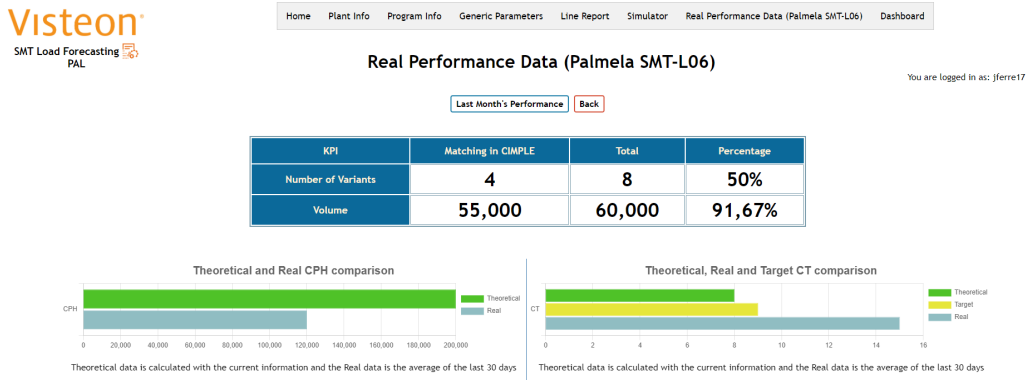 Visteon
SMT Load Forecasting
PAL
Home Plant Info Program Info Generic Parameters Line Report Simulator Real Performance Data (Palmela SMT-L06) Dashboard
Real Performance Data (Palmela SMT-L06)
You are logged in as: jferre17
Last Month's Performance Back
KPI Matching in CIMPLE Total Percentage
Number of Variants 4 8 50%
Volume 55,000 60,000 91,67%
Theoretical and Real CPH comparison
CPH
Theoretical
Real
0 20,000 40,000 60,000 80,000 100,000 120,000 140,000 160,000 180,000 200,000
Theoretical data is calculated with the current information and the Real data is the average of the last 30 days
Theoretical, Real and Target CT comparison
CT
Theoretical
Target
Real
0 2 4 6 8 10 12 14 16
Theoretical data is calculated with the current information and the Real data is the average of the last 30 days